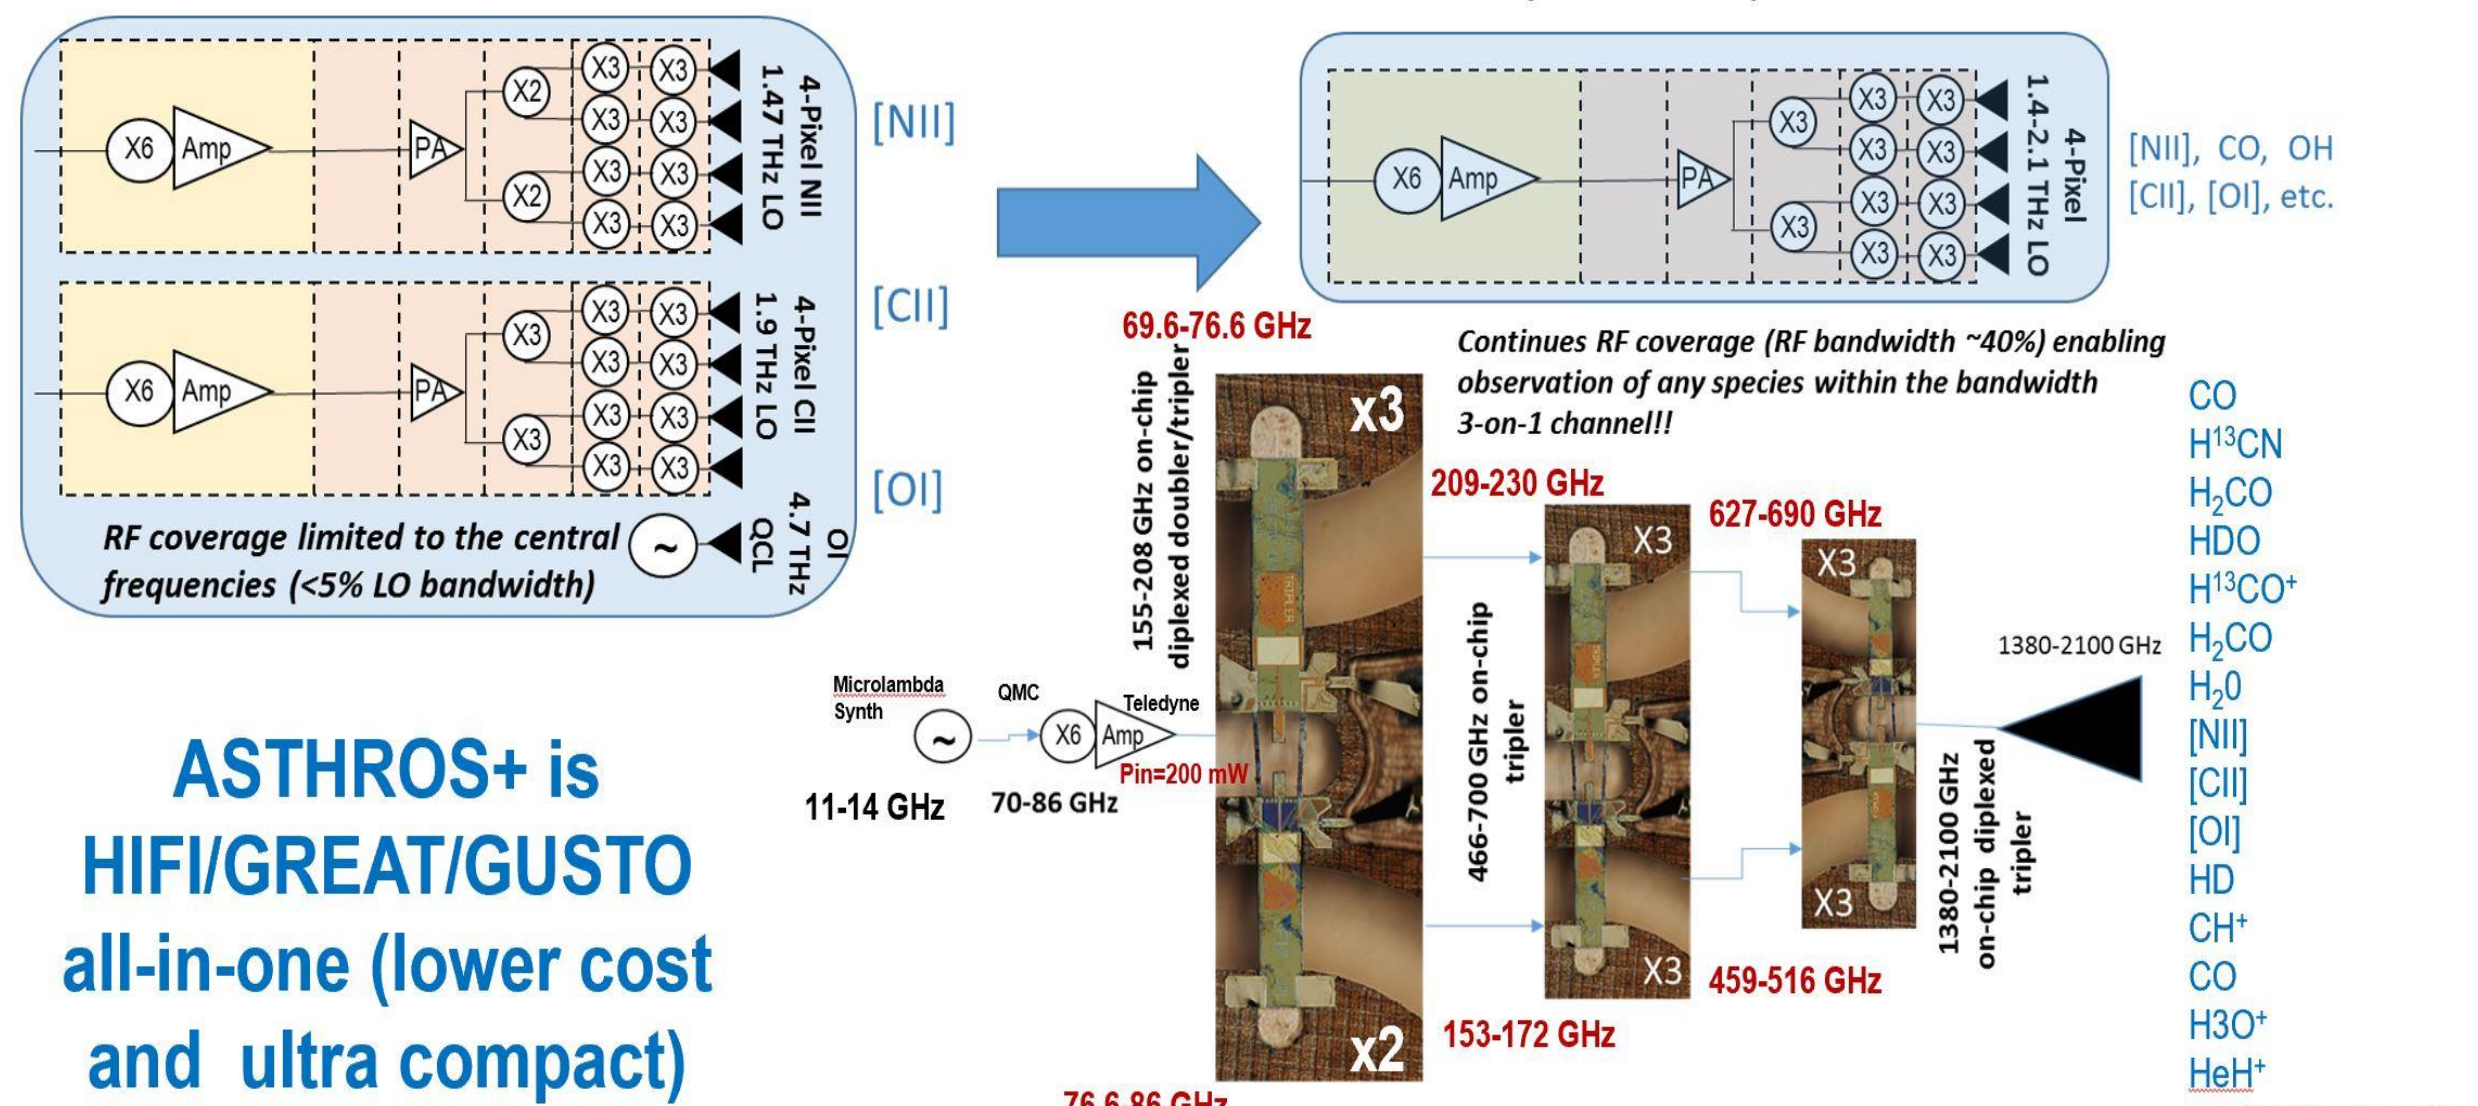 X6
Amp
PA
X2
X2
X3
X3
X3
X3
X3
X3
X3
X3
4-Pixel NII
1.47 THz LO
[NII]
X6
Amp
PA
X3
X3
X3
X3
X3
X3
X3
X3
X3
X3
4-Pixel CII
1.9 THz LO
[CII]
RF coverage limited to the central
frequencies (<5% LO bandwidth)
~
OI
4.7 THz
QCL
[OI]
X6
Amp
PA
X3
X3
X3
X3
X3
X3
X3
X3
X3
X3
4-Pixel
1.4-2.1 THz LO
[NII], CO, OH
[CII], [OI], etc.
Continues RF coverage (RF bandwidth ~40%) enabling
observation of any species within the bandwidth
3-on-1 channel!!
69.6-76.6 GHz
155-208 GHz on-chip
diplexed doubler/tripler
x3
TRIPLER
x2
209-230 GHz
153-172 GHz
466-700 GHz on-chip
tripler
X3
X3
627-690 GHz
459-516 GHz
X3
X3
1380-2100 GHz
on-chip diplexed
tripler
1380-2100 GHz
Microlambda
Synth
~
11-14 GHz
QMC
X6
Amp
Teledyne
Pin=200 mW
70-86 GHz
76.6-86 GHz
ASTHROS+ is
HIFI/GREAT/GUSTO
all-in-one (lower cost
and ultra compact)
CO
H¹³CN
H₂CO
HDO
H¹³CO⁺
H₂CO
H₂0
[NII]
[CII]
[OI]
HD
CH⁺
CO
H3O⁺
HeH⁺